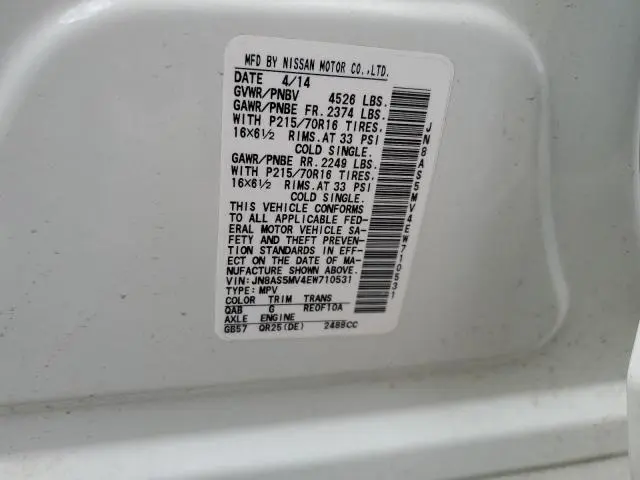 MFD BY NISSAN MOTOR CO.,LTD.
DATE 4/14
GVWR/PNBV 4526 LBS.
GAWR/PNBE FR. 2374 LBS.
WITH P215/70R16 TIRES.
16X6½ RIMS.AT 33 PSI
COLD SINGLE.
GAWR/PNBE RR. 2249 LBS.
WITH P215/70R16 TIRES.
16X6½ RIMS.AT 33 PSI
COLD SINGLE.
THIS VEHICLE CONFORMS
TO ALL APPLICABLE FED-
ERAL MOTOR VEHICLE SA-
FETY AND THEFT PREVEN-
TION STANDARDS IN EFF-
ECT ON THE DATE OF MA-
NUFACTURE SHOWN ABOVE.
VIN: JN8AS5MV4EW710531
TYPE: MPV
COLOR TRIM TRANS
QAB G RE0F10A
AXLE ENGINE
GB57 QR25(DE) 2488CC
JN8AS5MV4EW710531